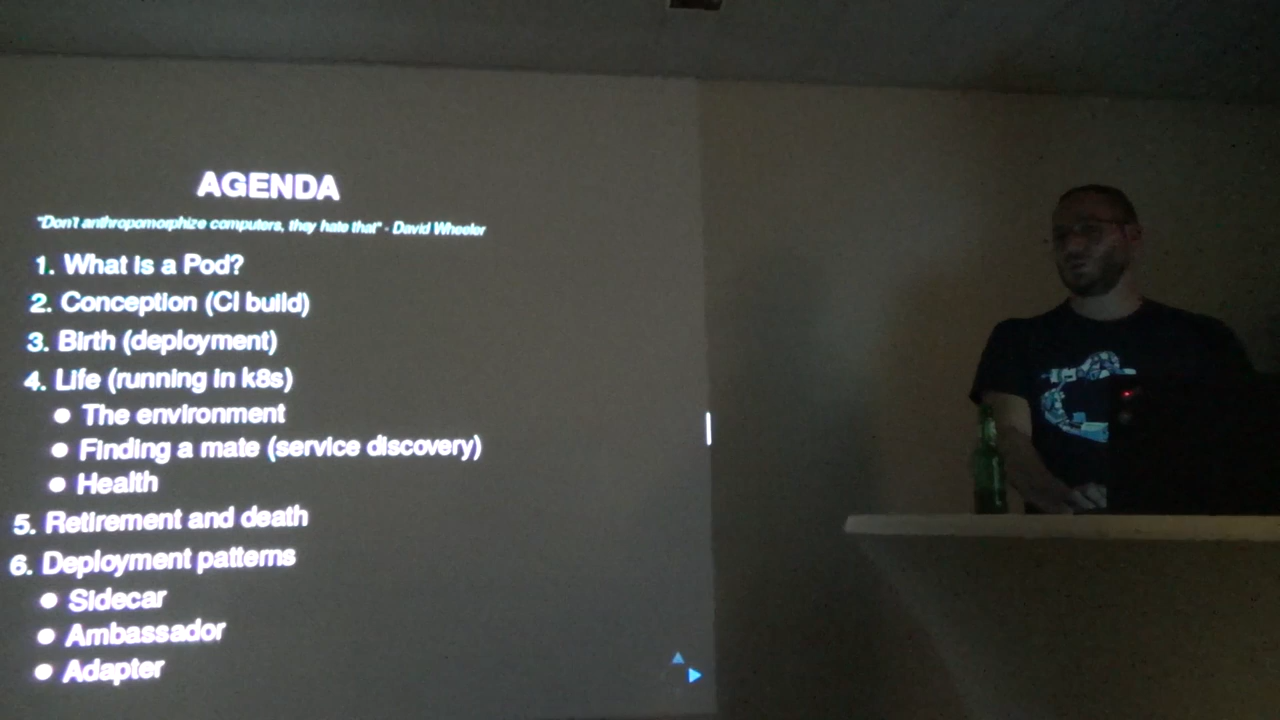 AGENDA
"Don't anthropomorphize computers, they hate that" - David Wheeler
1. What is a Pod?
2. Conception (CI build)
3. Birth (deployment)
4. Life (running in k8s)
● The environment
● Finding a mate (service discovery)
● Health
5. Retirement and death
6. Deployment patterns
● Sidecar
● Ambassador
● Adapter